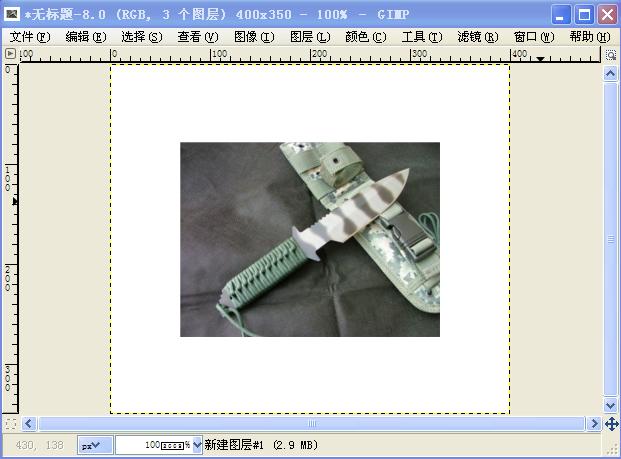 *无标题-8.0 (RGB, 3 个图层) 400x350 - 100% - GIMP
文件(F) 编辑(E) 选择(S) 查看(V) 图像(I) 图层(L) 颜色(C) 工具(T) 滤镜(R) 窗口(W) 帮助(H)
100 0 100 200 300 400
0
100
200
300
430, 138 px 100% 新建图层#1 (2.9 MB)